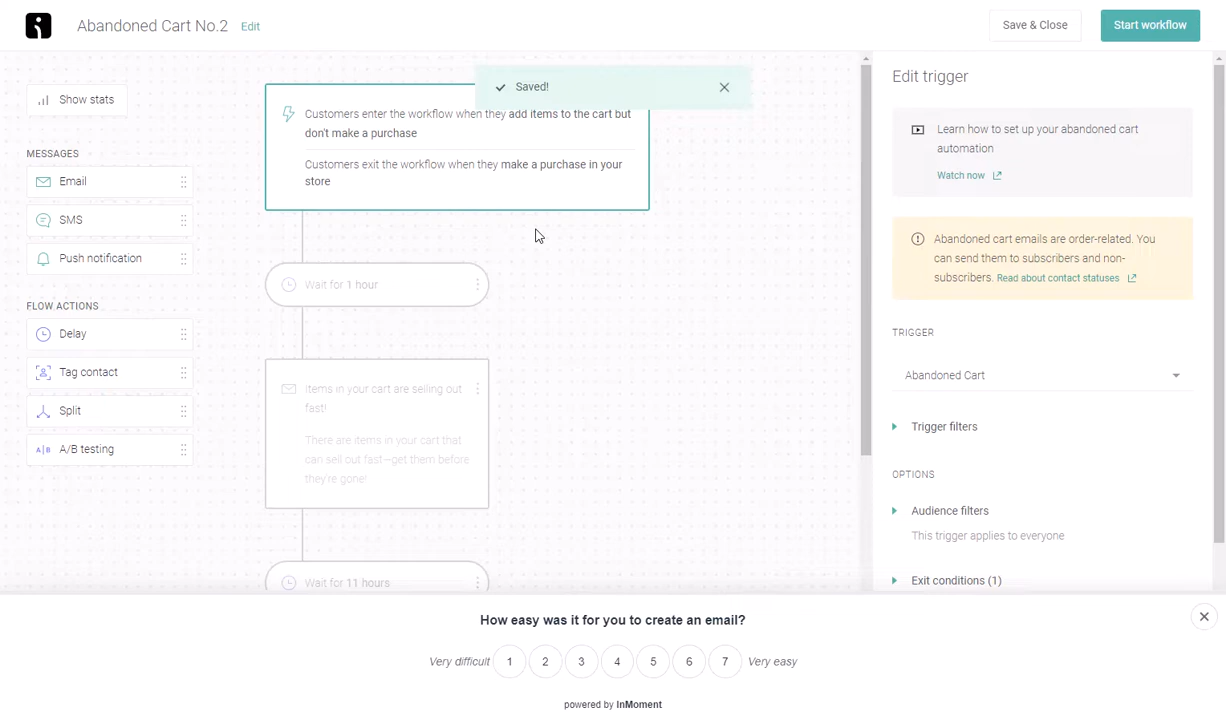 Abandoned Cart No.2 Edit
Save & Close
Start workflow
Show stats
MESSAGES
Email
SMS
Push notification
FLOW ACTIONS
Delay
Tag contact
Split
A/B testing
Saved!
Customers enter the workflow when they add items to the cart but
don't make a purchase
Customers exit the workflow when they make a purchase in your
store
Wait for 1 hour
Items in your cart are selling out
fast!
There are items in your cart that
can sell out fast—get them before
they're gone!
Wait for 11 hours
Edit trigger
Learn how to set up your abandoned cart
automation
Watch now
Abandoned cart emails are order-related. You
can send them to subscribers and non-
subscribers. Read about contact statuses
TRIGGER
Abandoned Cart
Trigger filters
OPTIONS
Audience filters
This trigger applies to everyone
Exit conditions (1)
How easy was it for you to create an email?
Very difficult 1 2 3 4 5 6 7 Very easy
powered by InMoment